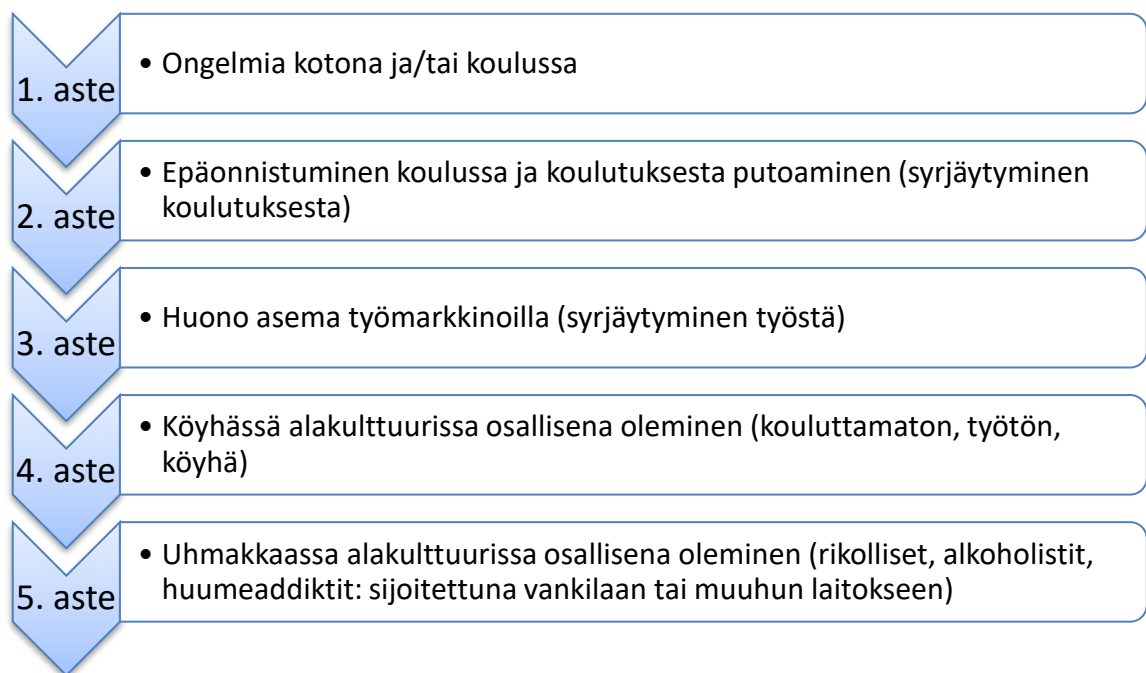 1. aste
• Ongelmia kotona ja/tai koulussa
2. aste
• Epäonnistuminen koulussa ja koulutuksesta putoaminen (syrjäytyminen
koulutuksesta)
3. aste
• Huono asema työmarkkinoilla (syrjäytyminen työstä)
4. aste
• Köyhässä alakulttuurissa osallisena oleminen (kouluttamaton, työtön,
köyhä)
5. aste
• Uhmakkaassa alakulttuurissa osallisena oleminen (rikolliset, alkoholistit,
huumeaddiktit: sijoitettuna vankilaan tai muuhun laitokseen)